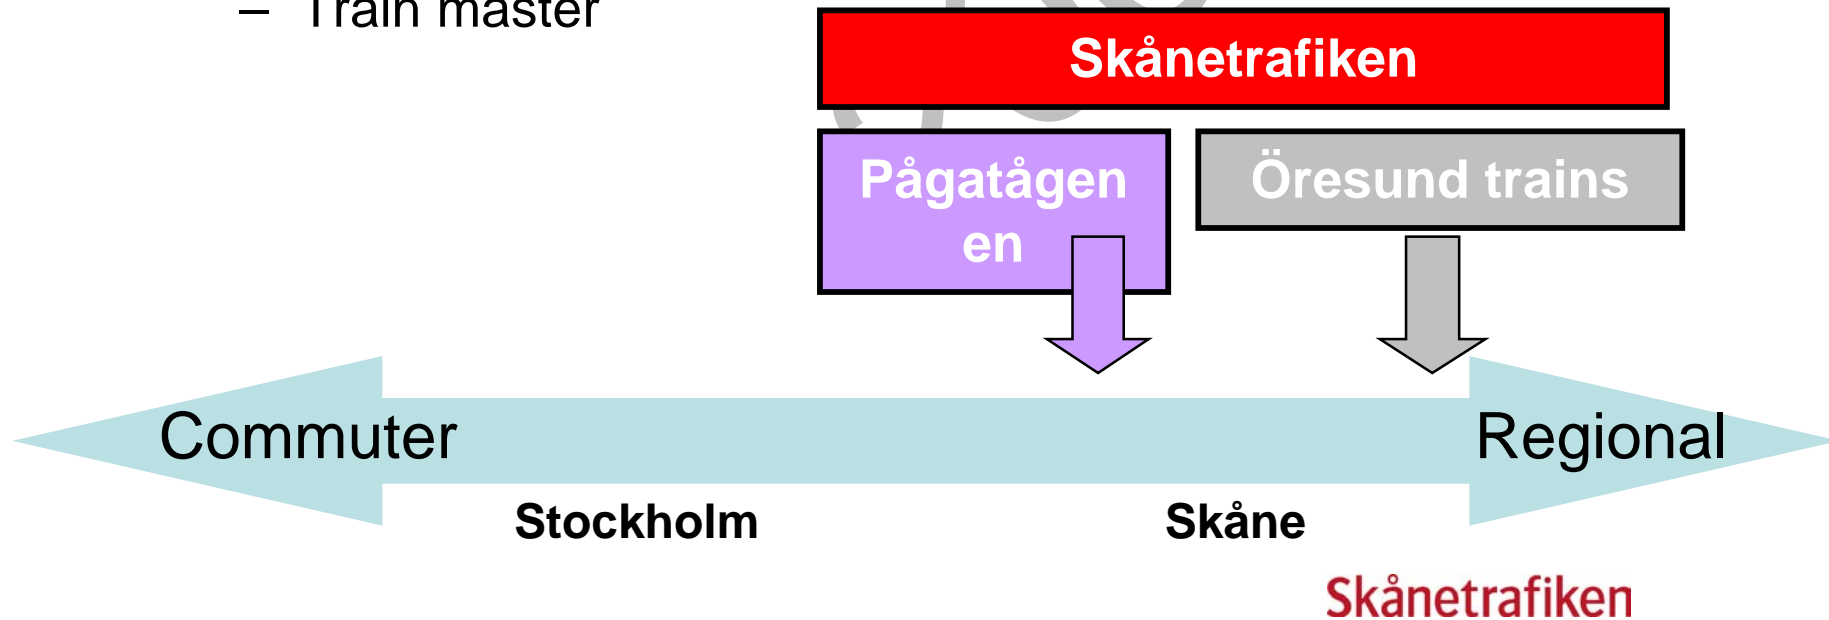 – Train master
Skånetrafiken
Pågatågen
en
Öresund trains
Commuter
Regional
Stockholm
Skåne
Skånetrafiken